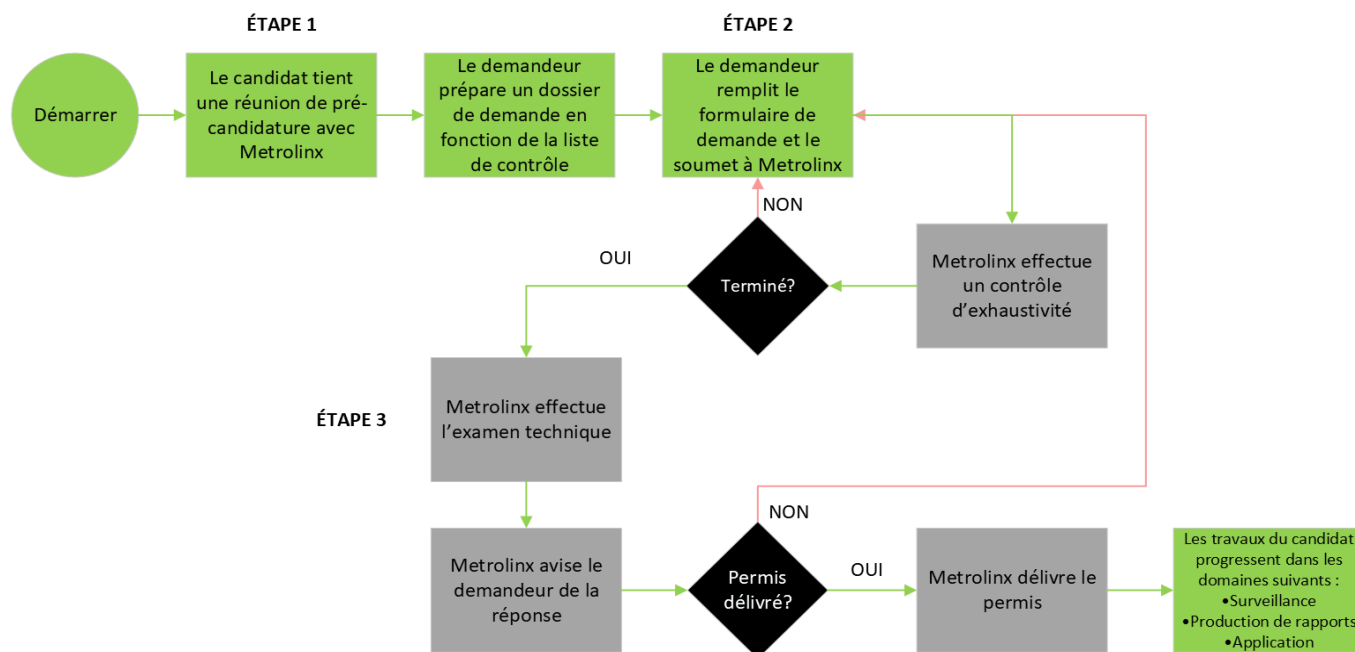 ÉTAPE 1
ÉTAPE 2
Démarrer
Le candidat tient
une réunion de pré-
candidature avec
Metrolinx
Le demandeur
prépare un dossier
de demande en
fonction de la liste
de contrôle
Le demandeur
remplit le
formulaire de
demande et le
soumet à Metrolinx
NON
OUI
Terminé?
Metrolinx effectue
un contrôle
d’exhaustivité
ÉTAPE 3
Metrolinx effectue
l’examen technique
Metrolinx avise le
demandeur de la
réponse
NON
Permis
délivré?
OUI
Metrolinx délivre le
permis
Les travaux du candidat
progressent dans les
domaines suivants :
•Surveillance
•Production de rapports
•Application